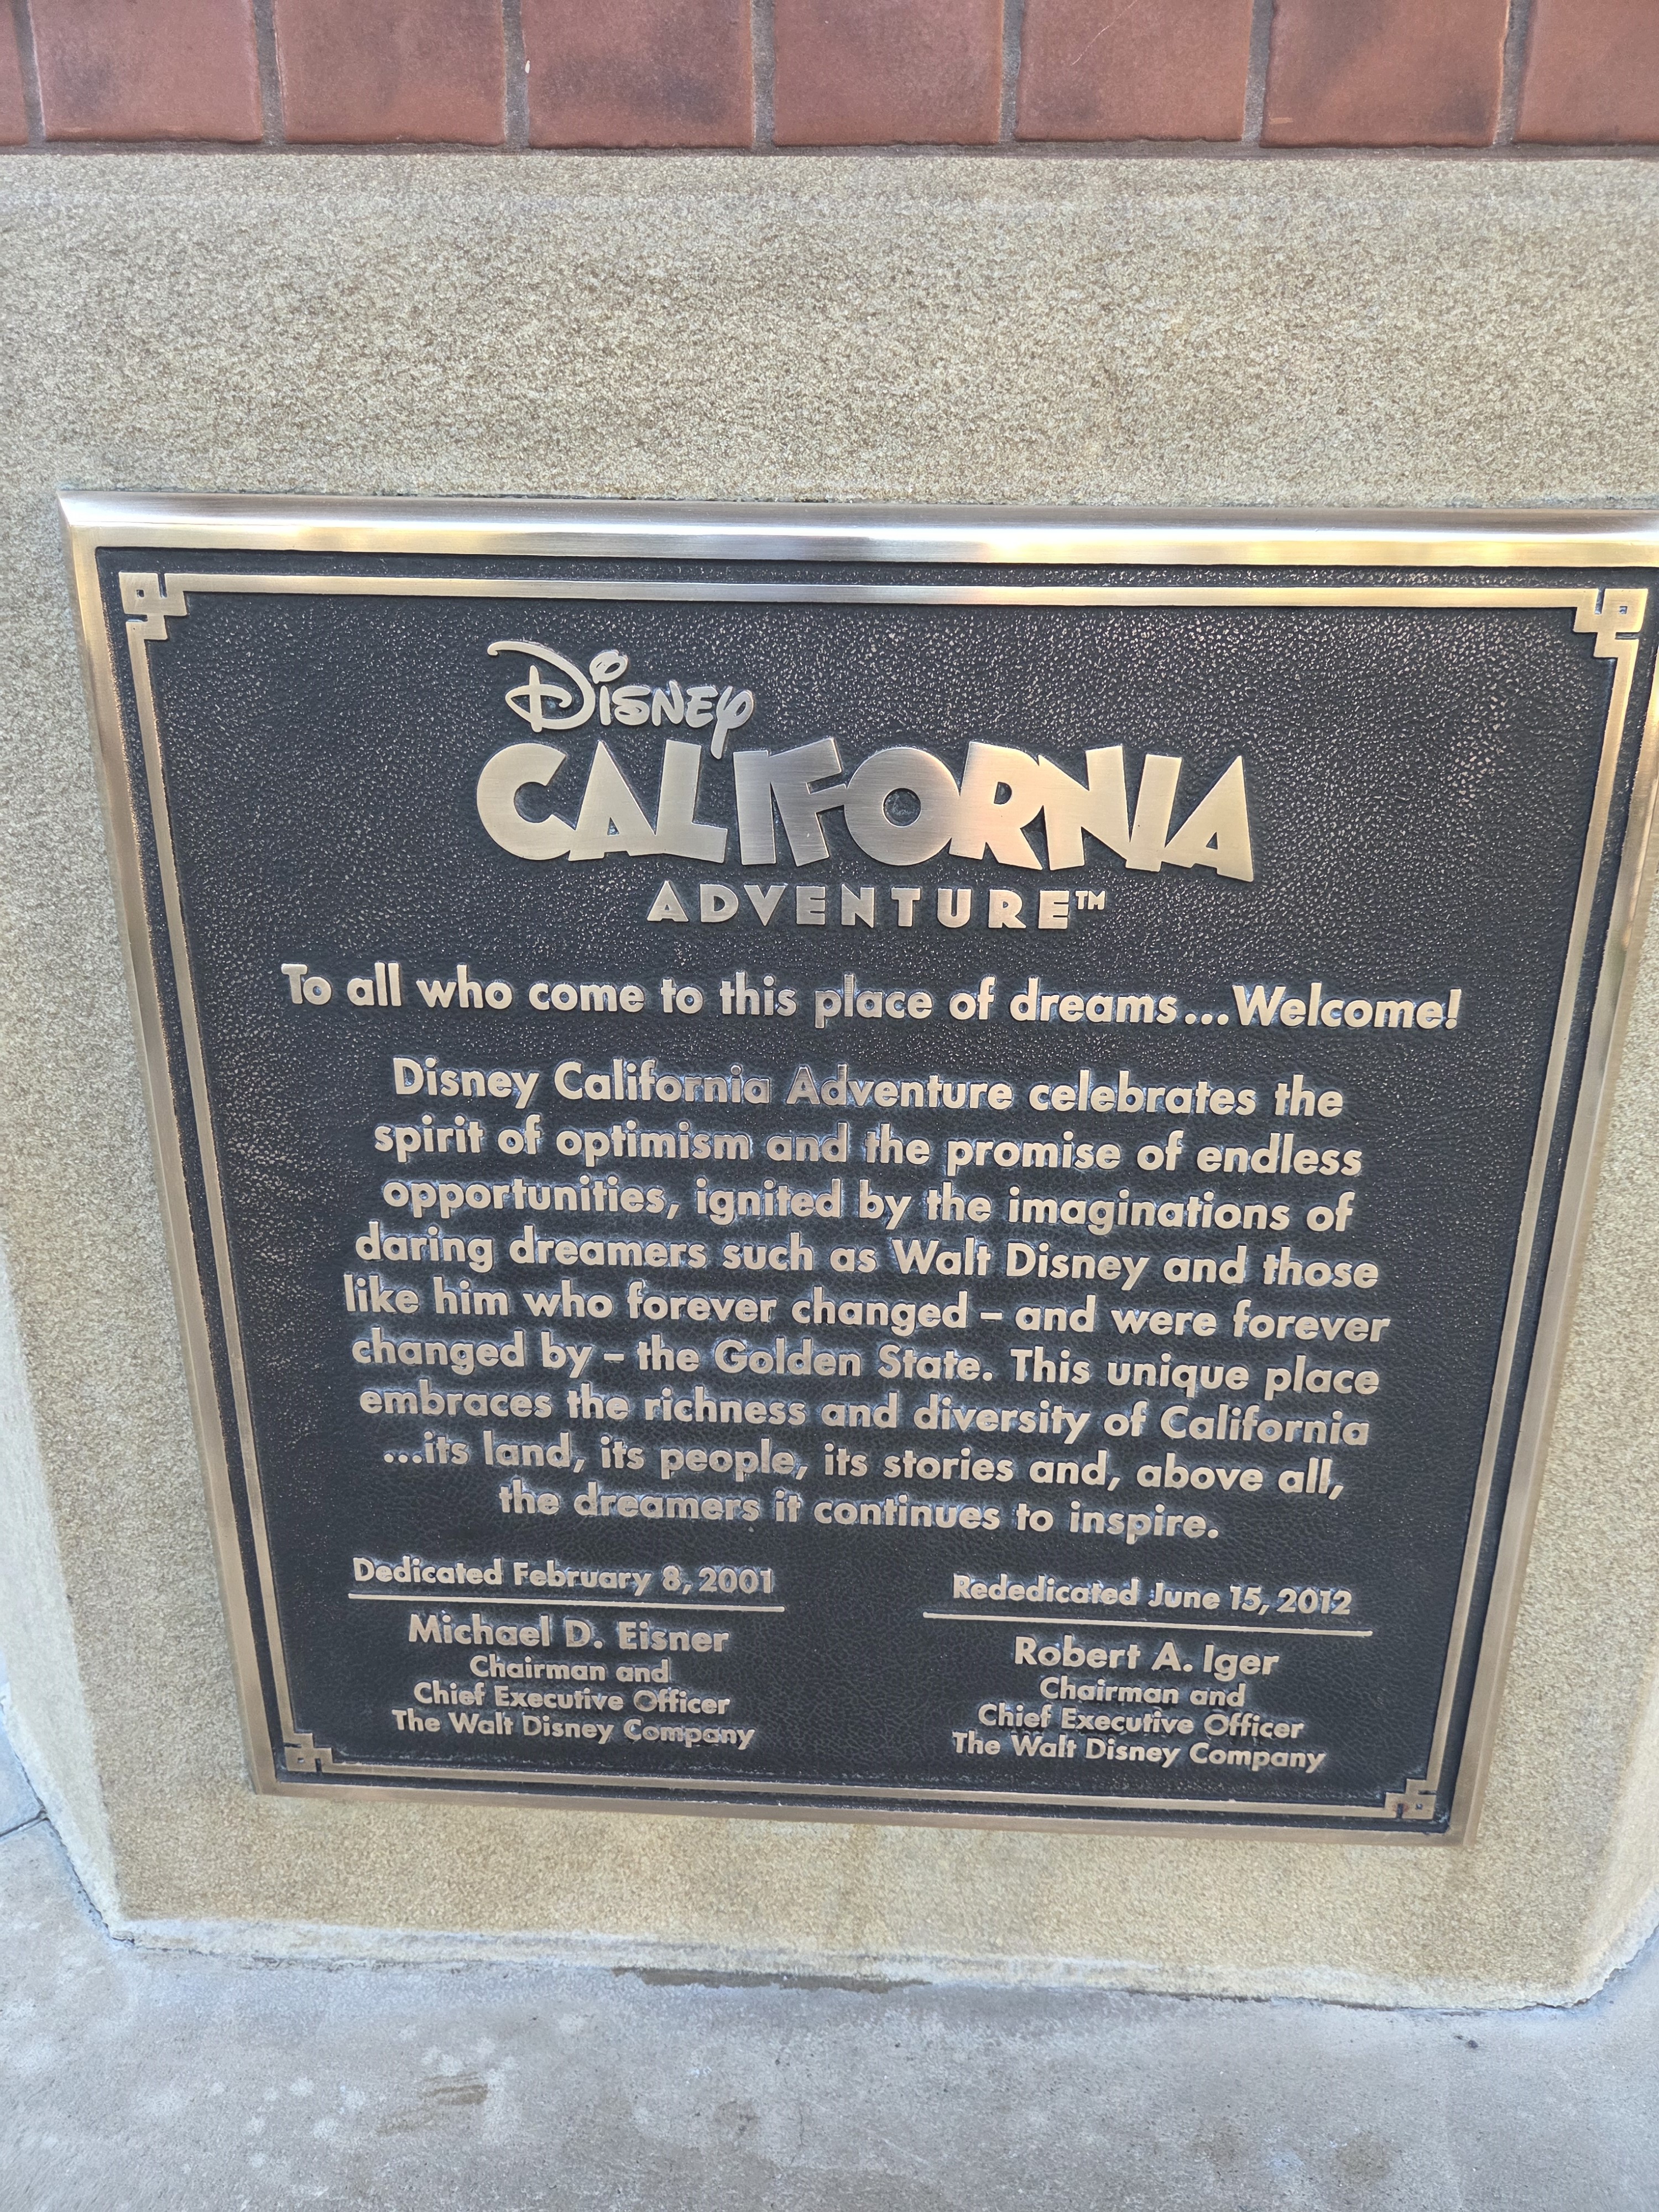 Disney
CALIFORNIA
ADVENTURE™
To all who come to this place of dreams...Welcome!
Disney California Adventure celebrates the
spirit of optimism and the promise of endless
opportunities, ignited by the imaginations of
daring dreamers such as Walt Disney and those
like him who forever changed – and were forever
changed by – the Golden State. This unique place
embraces the richness and diversity of California
...its land, its people, its stories and, above all,
the dreamers it continues to inspire.
Dedicated February 8, 2001
Michael D. Eisner
Chairman and
Chief Executive Officer
The Walt Disney Company
Rededicated June 15, 2012
Robert A. Iger
Chairman and
Chief Executive Officer
The Walt Disney Company